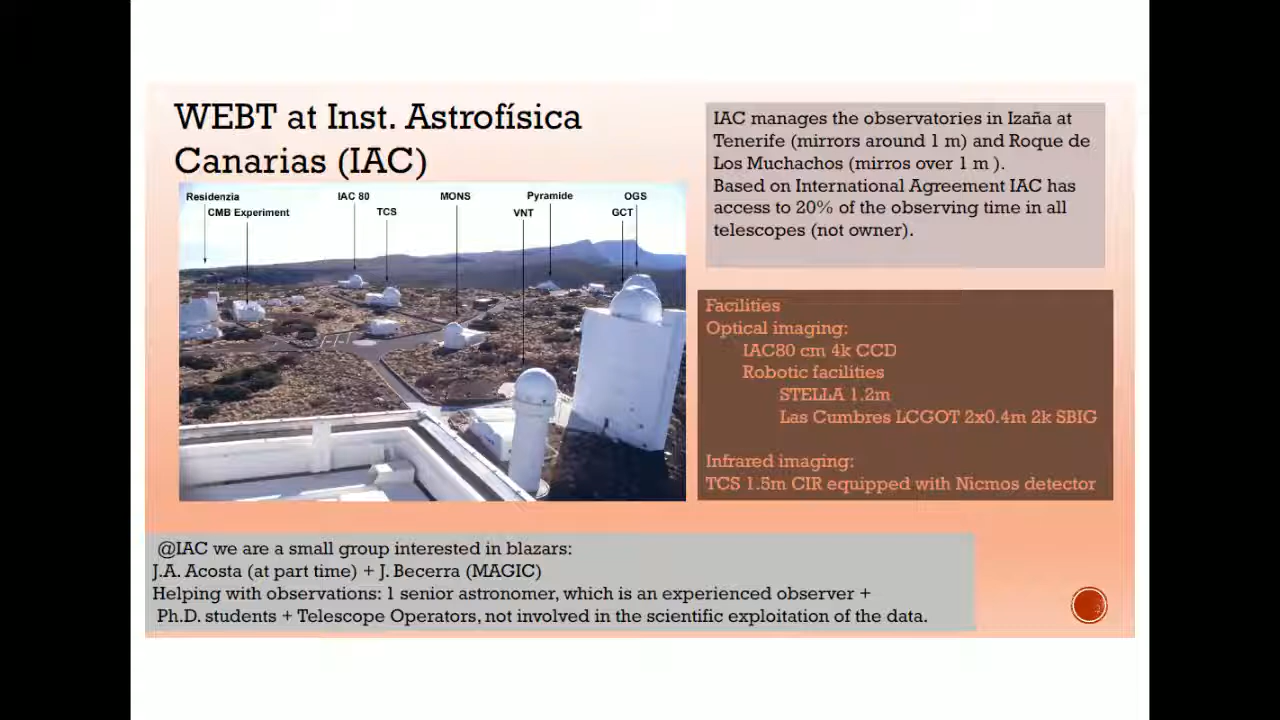 WEBT at Inst. Astrofísica
Canarias (IAC)
Residenzia
CMB Experiment
IAC 80
TCS
MONS
VNT
Pyramide
GCT
OGS
IAC manages the observatories in Izaña at
Tenerife (mirrors around 1 m) and Roque de
Los Muchachos (mirros over 1 m ).
Based on International Agreement IAC has
access to 20% of the observing time in all
telescopes (not owner).
Facilities
Optical imaging:
IAC80 cm 4k CCD
Robotic facilities
STELLA 1.2m
Las Cumbres LCGOT 2x0.4m 2k SBIG
Infrared imaging:
TCS 1.5m CIR equipped with Nicmos detector
@IAC we are a small group interested in blazars:
J.A. Acosta (at part time) + J. Becerra (MAGIC)
Helping with observations: 1 senior astronomer, which is an experienced observer +
Ph.D. students + Telescope Operators, not involved in the scientific exploitation of the data.